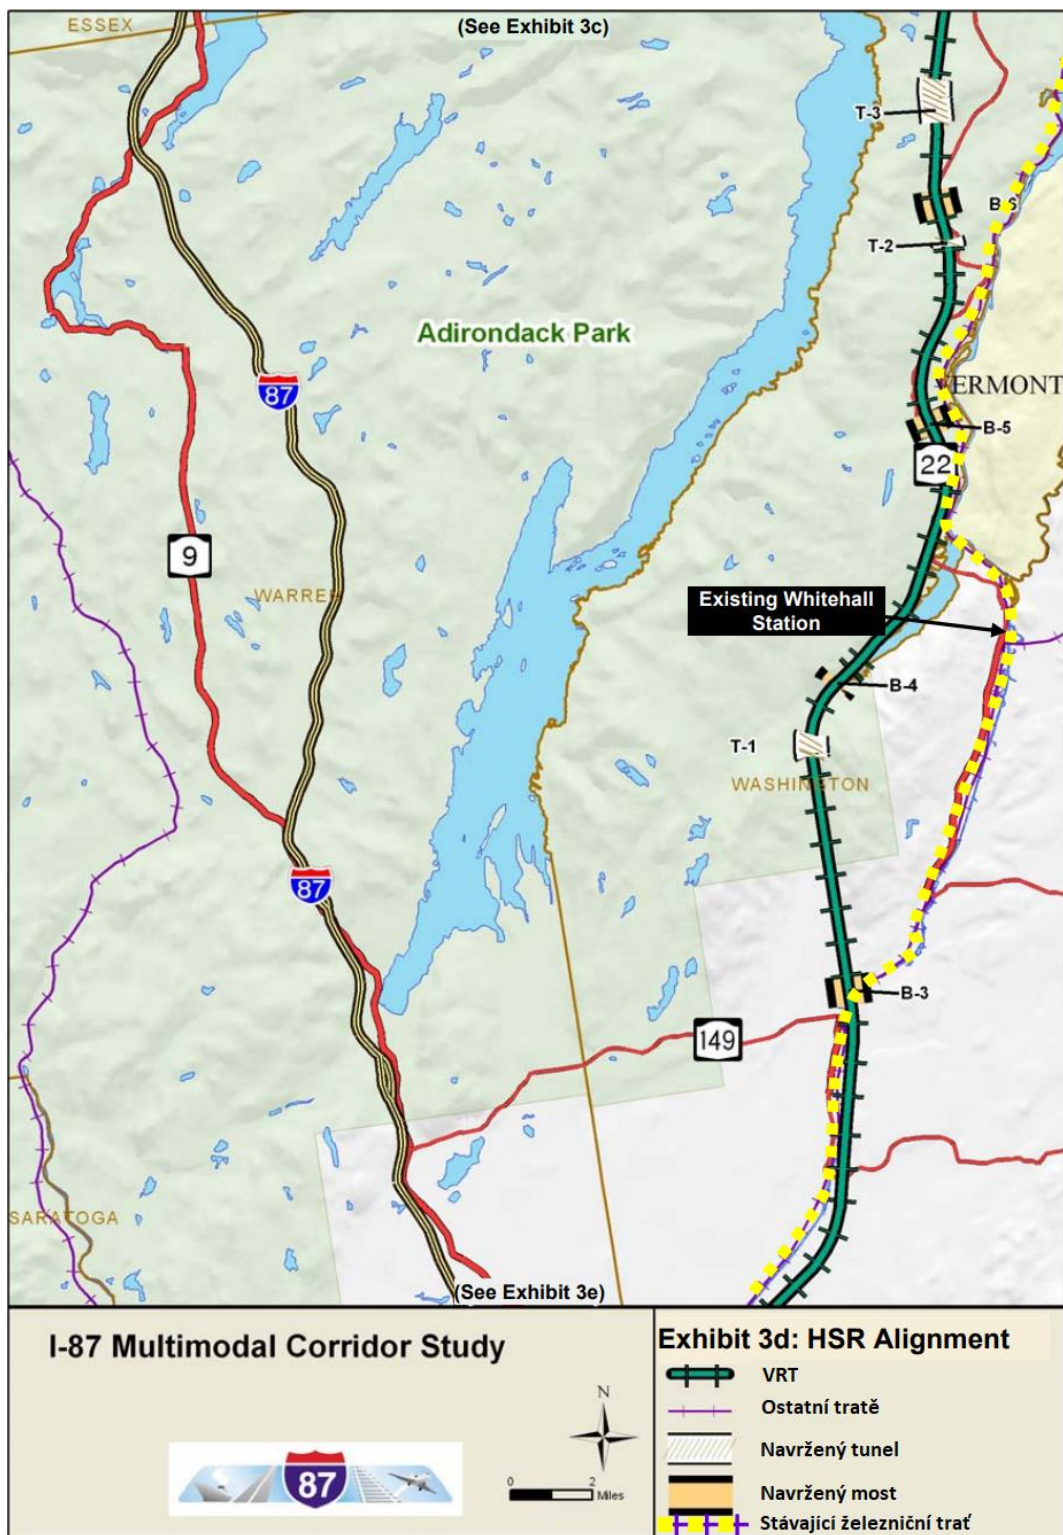 ESSEX
(See Exhibit 3c)
T-3
B-6
T-2
Adirondack Park
87
VERMONT
B-5
22
9
WARREN
Existing Whitehall
Station
B-4
T-1
WASHINGTON
87
B-3
149
SARATOGA
(See Exhibit 3e)
I-87 Multimodal Corridor Study
N
0 2
Miles
87
Exhibit 3d: HSR Alignment
VRT
Ostatní tratě
Navržený tunel
Navržený most
Stávající železniční trať